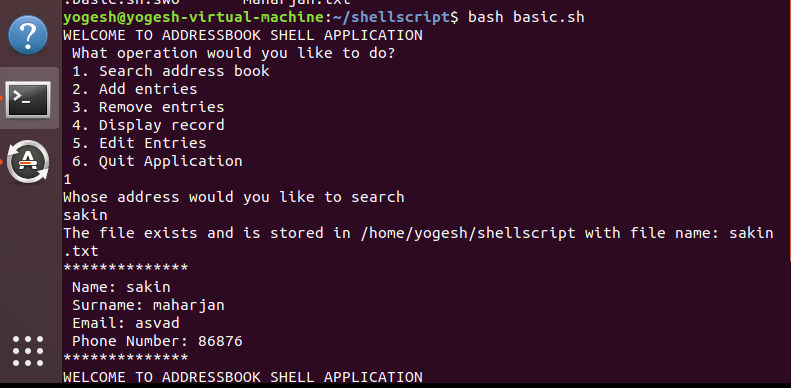 .basic.sh.swo maharjan.txt
yogesh@yogesh-virtual-machine:~/shellscript$ bash basic.sh
WELCOME TO ADDRESSBOOK SHELL APPLICATION
What operation would you like to do?
1. Search address book
2. Add entries
3. Remove entries
4. Display record
5. Edit Entries
6. Quit Application
1
Whose address would you like to search
sakin
The file exists and is stored in /home/yogesh/shellscript with file name: sakin
.txt
**************
Name: sakin
Surname: maharjan
Email: asvad
Phone Number: 86876
**************
WELCOME TO ADDRESSBOOK SHELL APPLICATION